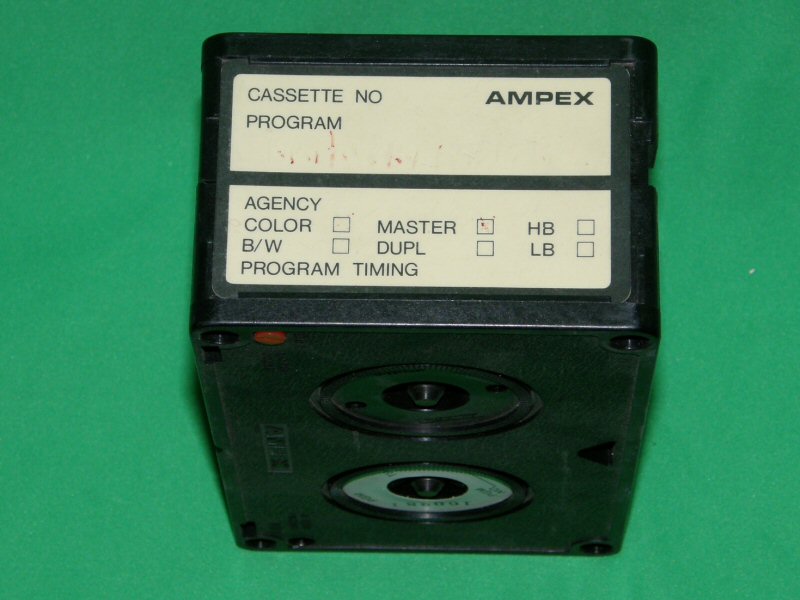 CASSETTE NO AMPEX
PROGRAM
AGENCY
COLOR MASTER HB
B/W DUPL LB
PROGRAM TIMING